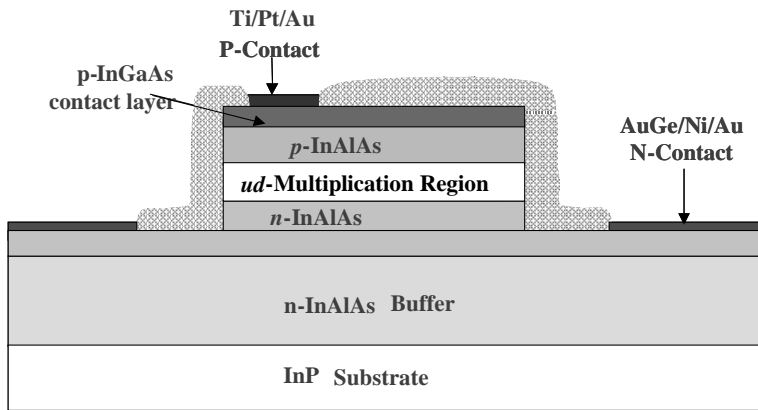 Ti/Pt/Au
P-Contact
p-InGaAs
contact layer
AuGe/Ni/Au
N-Contact
p-InAlAs
ud-Multiplication Region
n-InAlAs
n-InAlAs Buffer
InP Substrate